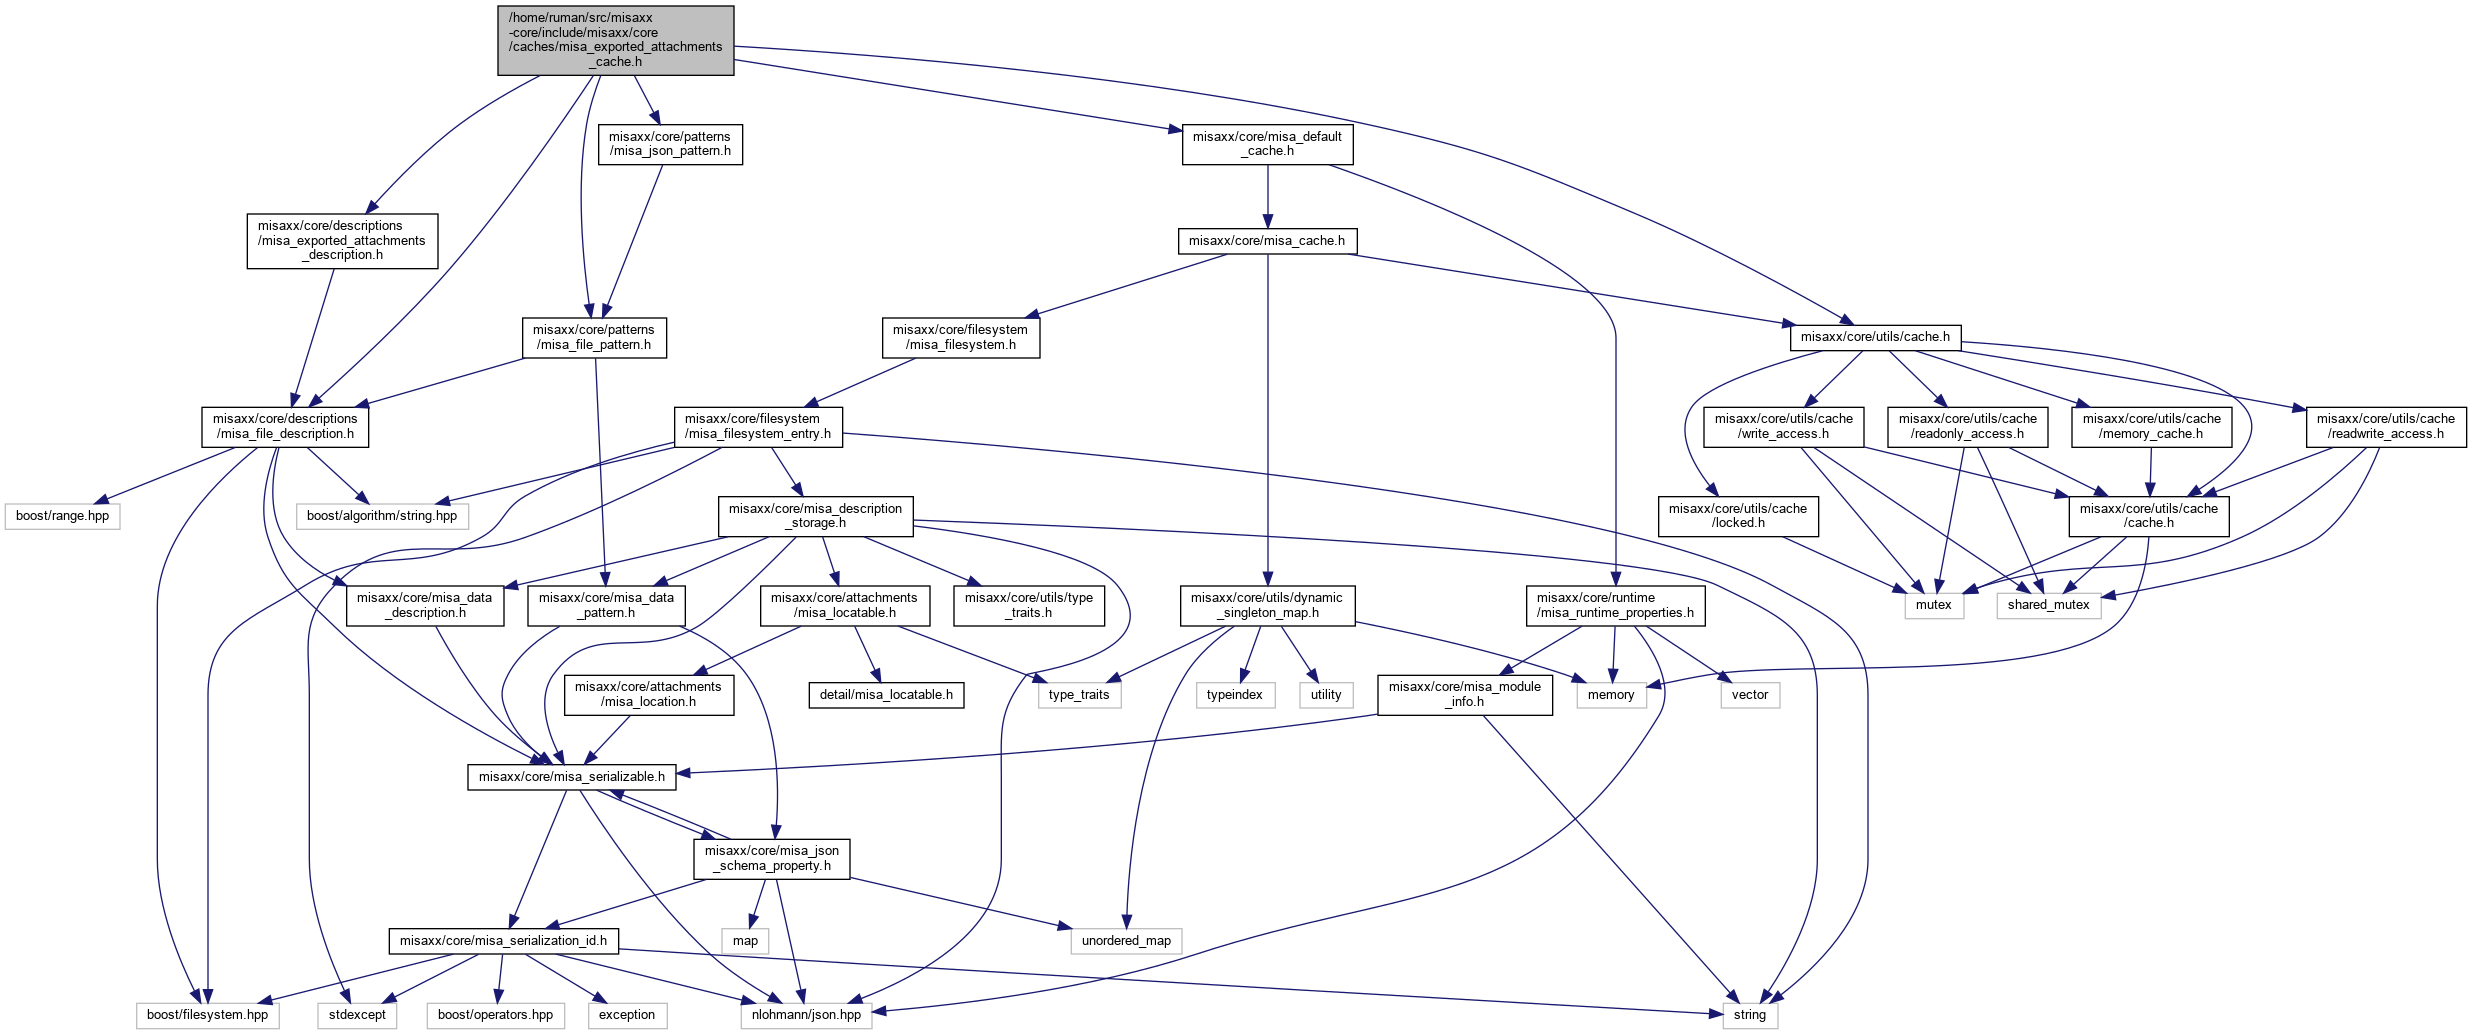 /home/ruman/src/misaxx
-core/include/misaxx/core
/caches/misa_exported_attachments
_cache.h
misaxx/core/patterns
/misa_json_pattern.h
misaxx/core/misa_default
_cache.h
misaxx/core/descriptions
/misa_exported_attachments
_description.h
misaxx/core/misa_cache.h
misaxx/core/patterns
/misa_file_pattern.h
misaxx/core/filesystem
/misa_filesystem.h
misaxx/core/utils/cache.h
misaxx/core/descriptions
/misa_file_description.h
misaxx/core/filesystem
/misa_filesystem_entry.h
misaxx/core/utils/cache
/write_access.h
misaxx/core/utils/cache
/readonly_access.h
misaxx/core/utils/cache
/memory_cache.h
misaxx/core/utils/cache
/readwrite_access.h
boost/range.hpp
boost/algorithm/string.hpp
misaxx/core/misa_description
_storage.h
misaxx/core/utils/cache
/locked.h
misaxx/core/utils/cache
/cache.h
misaxx/core/misa_data
_description.h
misaxx/core/misa_data
_pattern.h
misaxx/core/attachments
/misa_locatable.h
misaxx/core/utils/type
_traits.h
misaxx/core/utils/dynamic
_singleton_map.h
misaxx/core/runtime
/misa_runtime_properties.h
mutex
shared_mutex
misaxx/core/attachments
/misa_location.h
detail/misa_locatable.h
type_traits
typeindex
utility
misaxx/core/misa_module
_info.h
memory
vector
misaxx/core/misa_serializable.h
misaxx/core/misa_json
_schema_property.h
misaxx/core/misa_serialization_id.h
map
unordered_map
boost/filesystem.hpp
stdexcept
boost/operators.hpp
exception
nlohmann/json.hpp
string